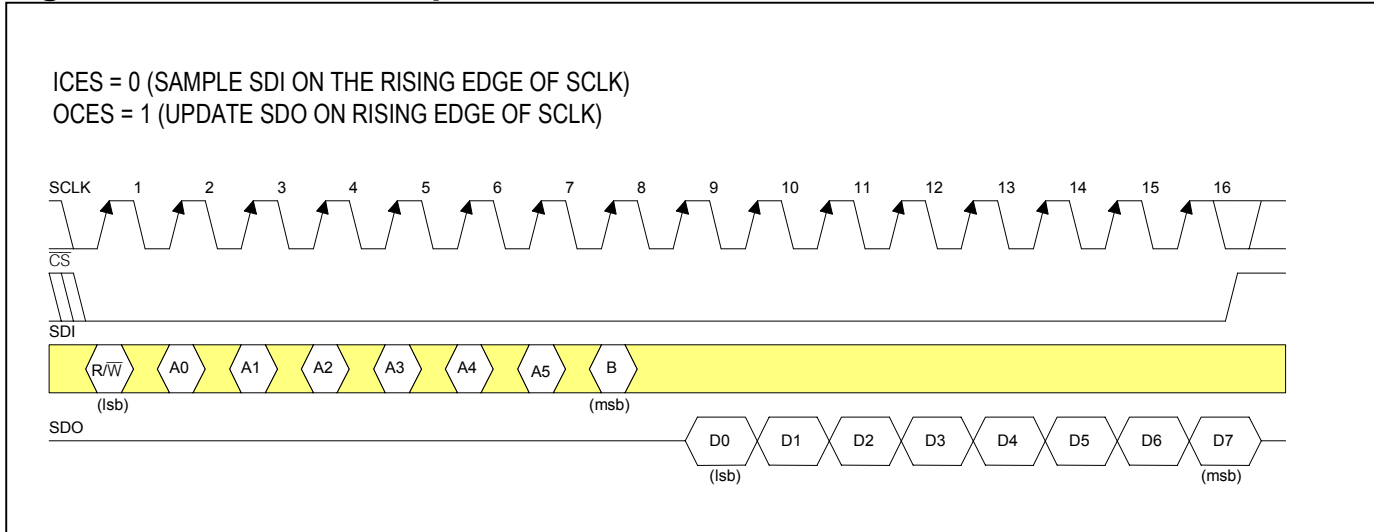 ICES = 0 (SAMPLE SDI ON THE RISING EDGE OF SCLK)
OCES = 1 (UPDATE SDO ON RISING EDGE OF SCLK)
SCLK 1 2 3 4 5 6 7 8 9 10 11 12 13 14 15 16
C̅S̅
SDI
R/W̅ A0 A1 A2 A3 A4 A5 B
(lsb) (msb)
SDO
D0 D1 D2 D3 D4 D5 D6 D7
(lsb) (msb)